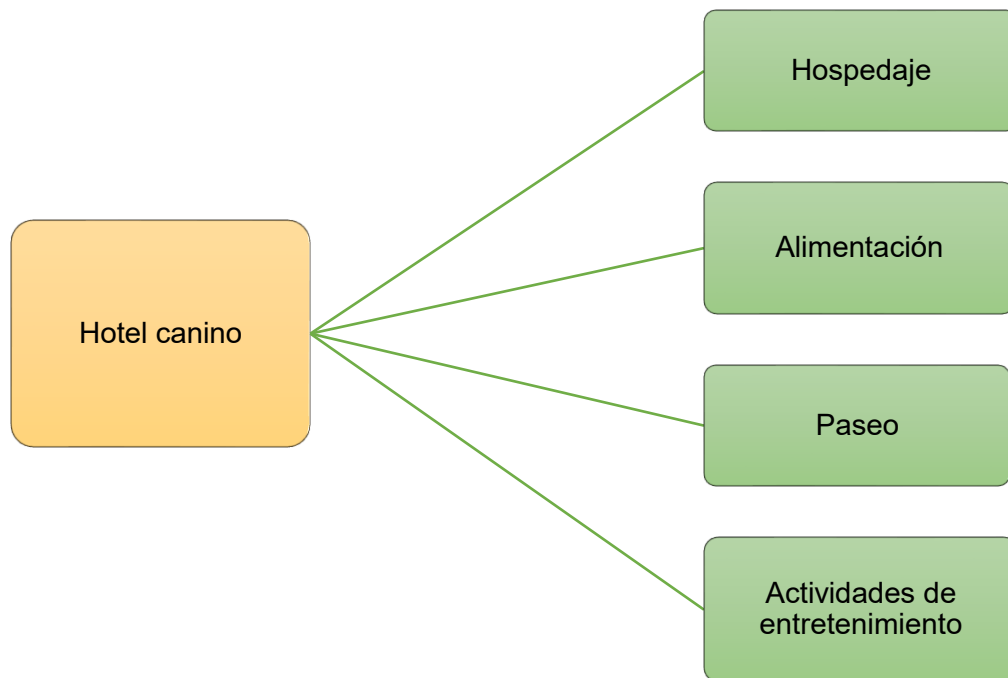 Hospedaje
Alimentación
Hotel canino
Paseo
Actividades de
entretenimiento